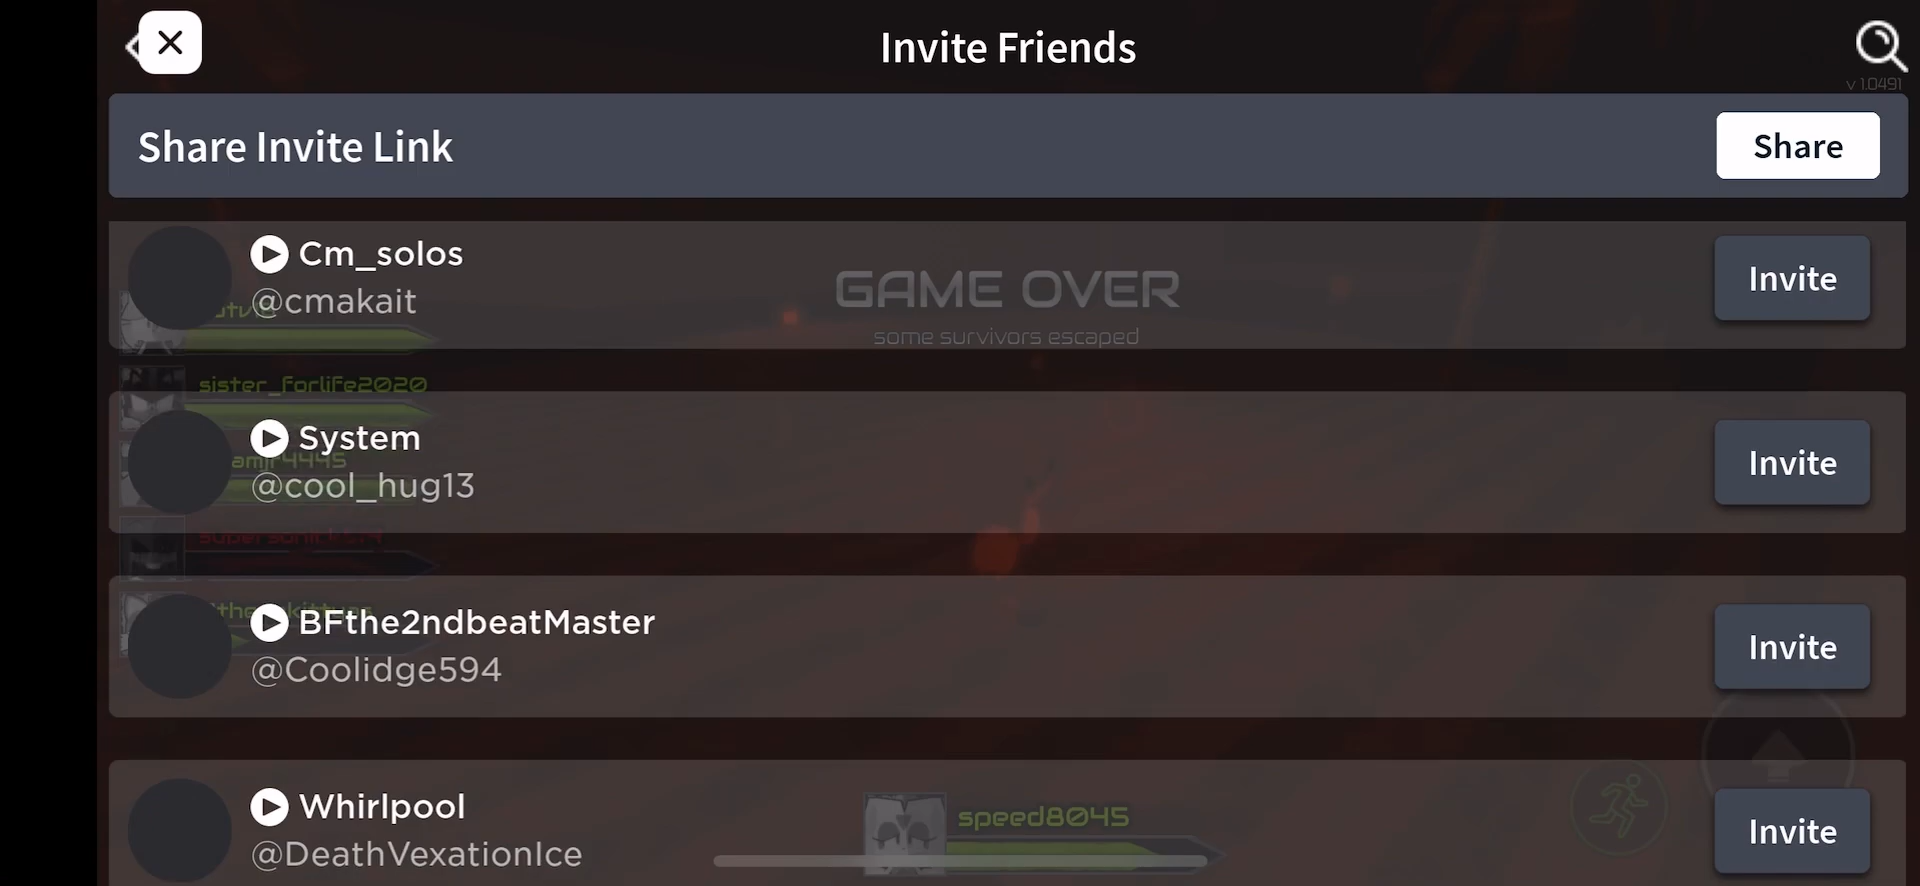 Invite Friends
v 1.0491
Share Invite Link
Share
Cm_solos
@cmakait
Invite
GAME OVER
some survivors escaped
sister_forlife2020
System
@cool_hug13
Invite
BFthe2ndbeatMaster
@Coolidge594
Invite
Whirlpool
@DeathVexationIce
Invite
speed8045